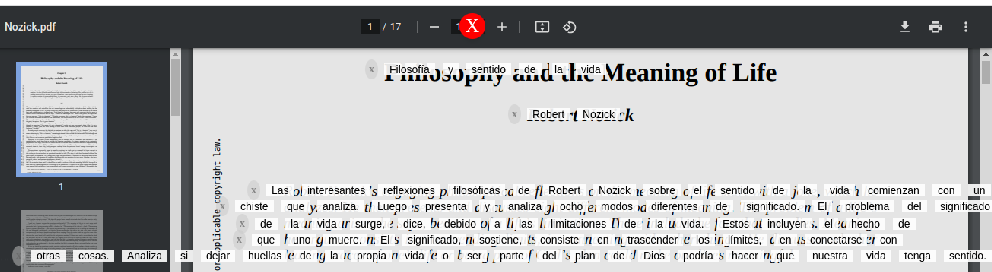 Nozick.pdf
1 / 17
X
Philosophy and the Meaning of Life
x Filosofía y sentido de la vida
x Robert Nozick
or applicable copyright law.
x Las interesantes reflexiones filosóficas de Robert Nozick sobre el sentido de la vida comienzan con un
chiste que analiza. Luego presenta y analiza ocho modos diferentes de significado. El problema del significado
x de la vida surge, dice, debido a las limitaciones de la vida. Estos incluyen el hecho de
x que uno muere. El significado, sostiene, consiste en trascender los límites, en conectarse con
otras cosas. Analiza si dejar huellas de la propia vida o ser parte del plan de Dios podría hacer que nuestra vida tenga sentido.
1